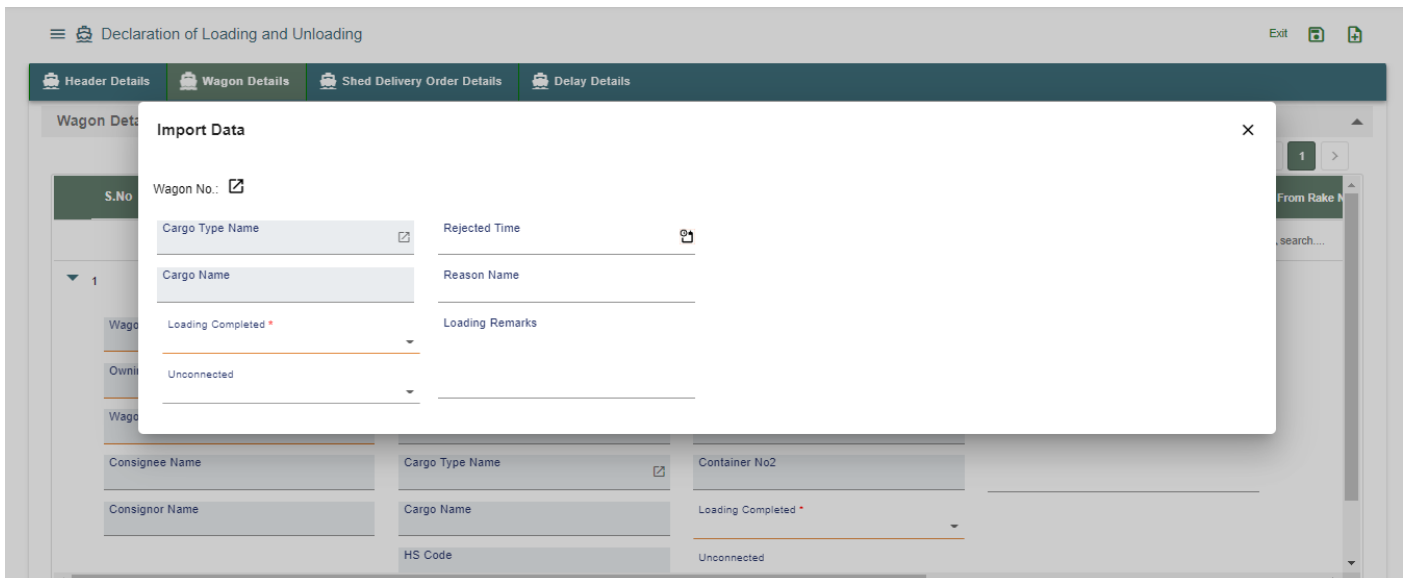 Declaration of Loading and Unloading
Exit
Header Details
Wagon Details
Shed Delivery Order Details
Delay Details
Wagon Deta
Import Data
1
Wagon No.:
S.No
From Rake N
Cargo Type Name
Rejected Time
, search....
Cargo Name
Reason Name
1
Wago
Loading Completed *
Loading Remarks
Owni
Unconnected
Wago
Consignee Name
Cargo Type Name
Container No2
Consignor Name
Cargo Name
Loading Completed *
HS Code
Unconnected